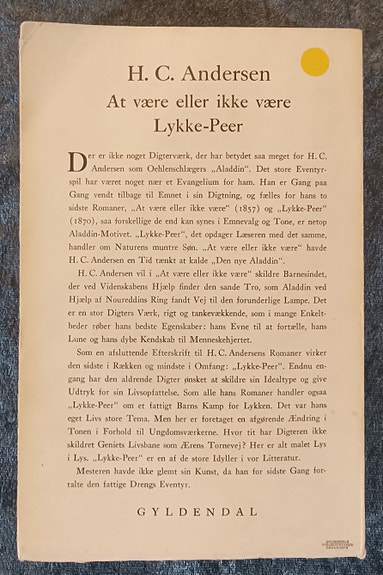 H. C. Andersen
At være eller ikke være
Lykke-Peer
Der er ikke noget Digterværk, der har betydet saa meget for H. C.
Andersen som Oehlenschlægers „Aladdin“. Det store Eventyr-
spil har været noget nær et Evangelium for ham. Han er Gang paa
Gang vendt tilbage til Emnet i sin Digtning, og fælles for hans to
sidste Romaner, „At være eller ikke være“ (1857) og „Lykke-Peer“
(1870), saa forskellige de end kan synes i Emnevalg og Tone, er netop
Aladdin-Motivet. „Lykke-Peer“, det opdager Læseren med det samme,
handler om Naturens muntre Søn. „At være eller ikke være“ havde
H. C. Andersen en Tid tænkt at kalde „Den nye Aladdin“.
H. C. Andersen vil i „At være eller ikke være“ skildre Barnesindet,
der ved Videnskabens Hjælp finder den sande Tro, som Aladdin ved
Hjælp af Noureddins Ring fandt Vej til den forunderlige Lampe. Det
er en stor Digters Værk, rigt og tankevækkende, som i mange Enkelt-
heder røber hans bedste Egenskaber: hans Evne til at fortælle, hans
Lune og hans dybe Kendskab til Menneskehjertet.
Som en afsluttende Efterskrift til H. C. Andersens Romaner virker
den sidste i Rækken og mindste i Omfang: „Lykke-Peer“. Endnu en-
gang har den aldrende Digter ønsket at skildre sin Idealtype og give
Udtryk for sin Livsopfattelse. Som alle hans Romaner handler ogsaa
„Lykke-Peer“ om et fattigt Barns Kamp for Lykken. Det var hans
eget Livs store Tema. Men her er foretaget en afgørende Ændring i
Tonen i Forhold til Ungdomsværkerne. Hvor tit har Digteren ikke
skildret Geniets Livsbane som Ærens Tornevej? Her er alt malet Lys
i Lys. „Lykke-Peer“ er en af de store Idyller i vor Litteratur.
Mesteren havde ikke glemt sin Kunst, da han for sidste Gang for-
talte den fattige Drengs Eventyr.
GYLDENDAL